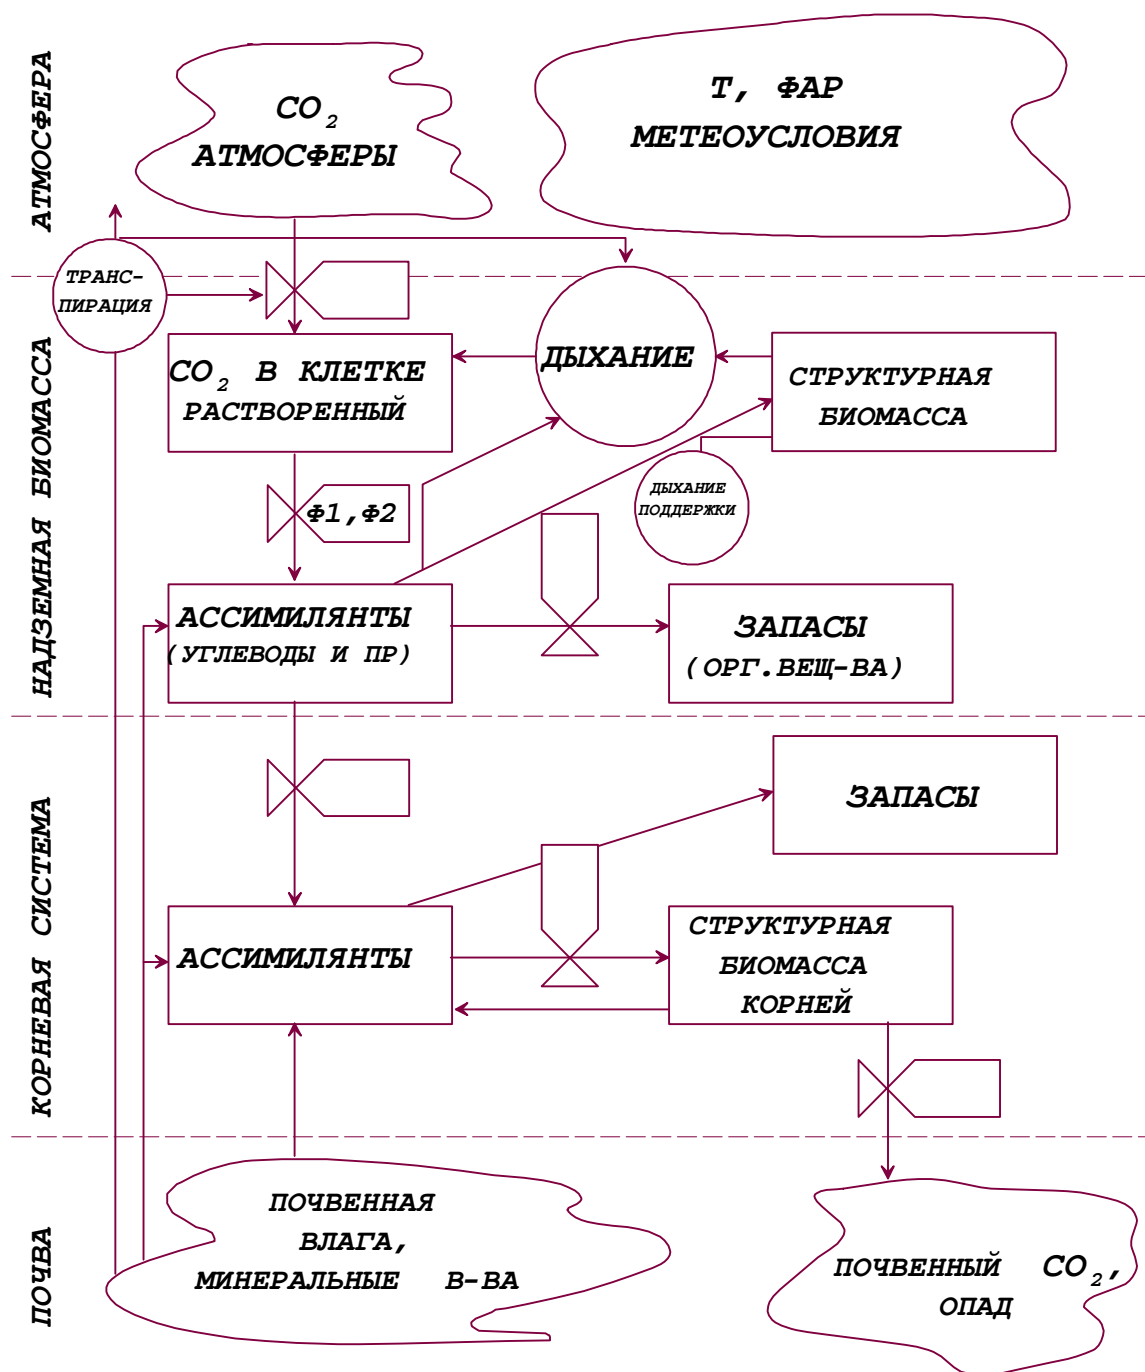 АТМОСФЕРА
CO2
АТМОСФЕРЫ
Т, ФАР
МЕТЕОУСЛОВИЯ
НАДЗЕМНАЯ БИОМАССА
ТРАНС-
ПИРАЦИЯ
CO2 В КЛЕТКЕ
РАСТВОРЕННЫЙ
ДЫХАНИЕ
СТРУКТУРНАЯ
БИОМАССА
Ф1,Ф2
ДЫХАНИЕ
ПОДДЕРЖКИ
АССИМИЛЯНТЫ
(УГЛЕВОДЫ И ПР)
ЗАПАСЫ
(ОРГ.ВЕЩ-ВА)
КОРНЕВАЯ СИСТЕМА
ЗАПАСЫ
АССИМИЛЯНТЫ
СТРУКТУРНАЯ
БИОМАССА
КОРНЕЙ
ПОЧВА
ПОЧВЕННАЯ
ВЛАГА,
МИНЕРАЛЬНЫЕ В-ВА
ПОЧВЕННЫЙ CO2,
ОПАД